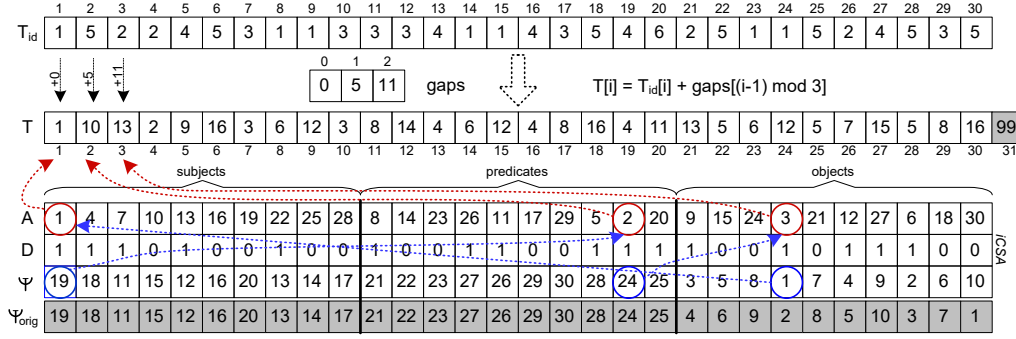 1 2 3 4 5 6 7 8 9 10 11 12 13 14 15 16 17 18 19 20 21 22 23 24 25 26 27 28 29 30
Tid 1 5 2 2 4 5 3 1 1 3 3 3 4 1 1 4 3 5 4 6 2 5 1 1 5 2 4 5 3 5
+0 +5 +11
0 1 2
0 5 11 gaps
T[i] = Tid[i] + gaps[(i-1) mod 3]
T 1 10 13 2 9 16 3 6 12 3 8 14 4 6 12 4 8 16 4 11 13 5 6 12 5 7 15 5 8 16 99
1 2 3 4 5 6 7 8 9 10 11 12 13 14 15 16 17 18 19 20 21 22 23 24 25 26 27 28 29 30 31
subjects predicates objects
A 1 4 7 10 13 16 19 22 25 28 8 14 23 26 11 17 29 5 2 20 9 15 24 3 21 12 27 6 18 30
D 1 1 1 0 1 0 0 1 0 0 1 0 0 1 1 0 0 1 1 1 1 0 0 1 0 1 1 1 0 0
Ψ 19 18 11 15 12 16 20 13 14 17 21 22 23 27 26 29 30 28 24 25 3 5 8 1 7 4 9 2 6 10
iCSA
Ψorig 19 18 11 15 12 16 20 13 14 17 21 22 23 27 26 29 30 28 24 25 4 6 9 2 8 5 10 3 7 1